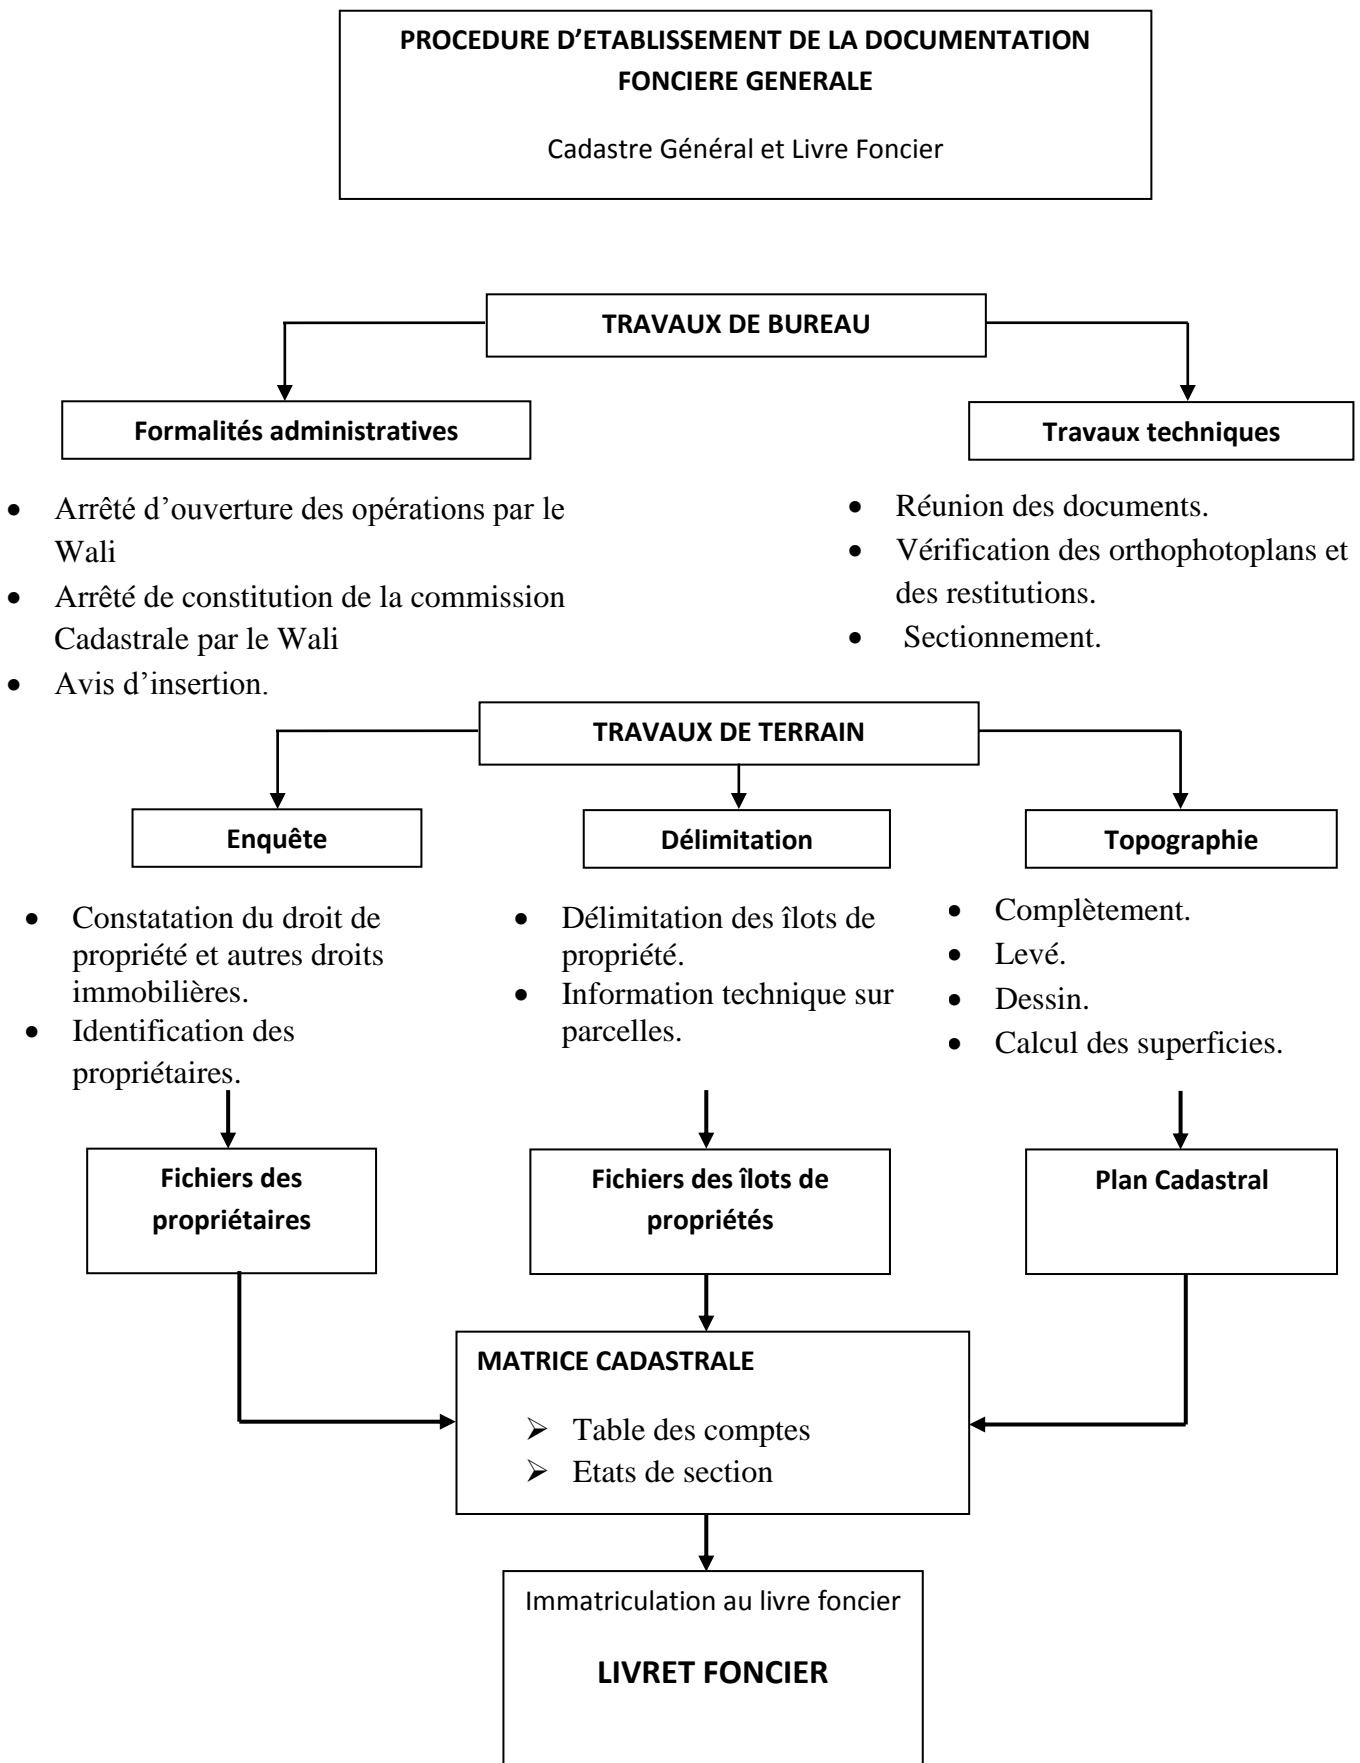 PROCEDURE D’ETABLISSEMENT DE LA DOCUMENTATION
FONCIERE GENERALE
Cadastre Général et Livre Foncier
TRAVAUX DE BUREAU
Formalités administratives
• Arrêté d’ouverture des opérations par le
Wali
• Arrêté de constitution de la commission
Cadastrale par le Wali
• Avis d’insertion.
Travaux techniques
• Réunion des documents.
• Vérification des orthophotoplans et
des restitutions.
• Sectionnement.
TRAVAUX DE TERRAIN
Enquête
• Constatation du droit de
propriété et autres droits
immobilières.
• Identification des
propriétaires.
Délimitation
• Délimitation des îlots de
propriété.
• Information technique sur
parcelles.
Topographie
• Complètement.
• Levé.
• Dessin.
• Calcul des superficies.
Fichiers des
propriétaires
Fichiers des îlots de
propriétés
Plan Cadastral
MATRICE CADASTRALE
➢ Table des comptes
➢ Etats de section
Immatriculation au livre foncier
LIVRET FONCIER